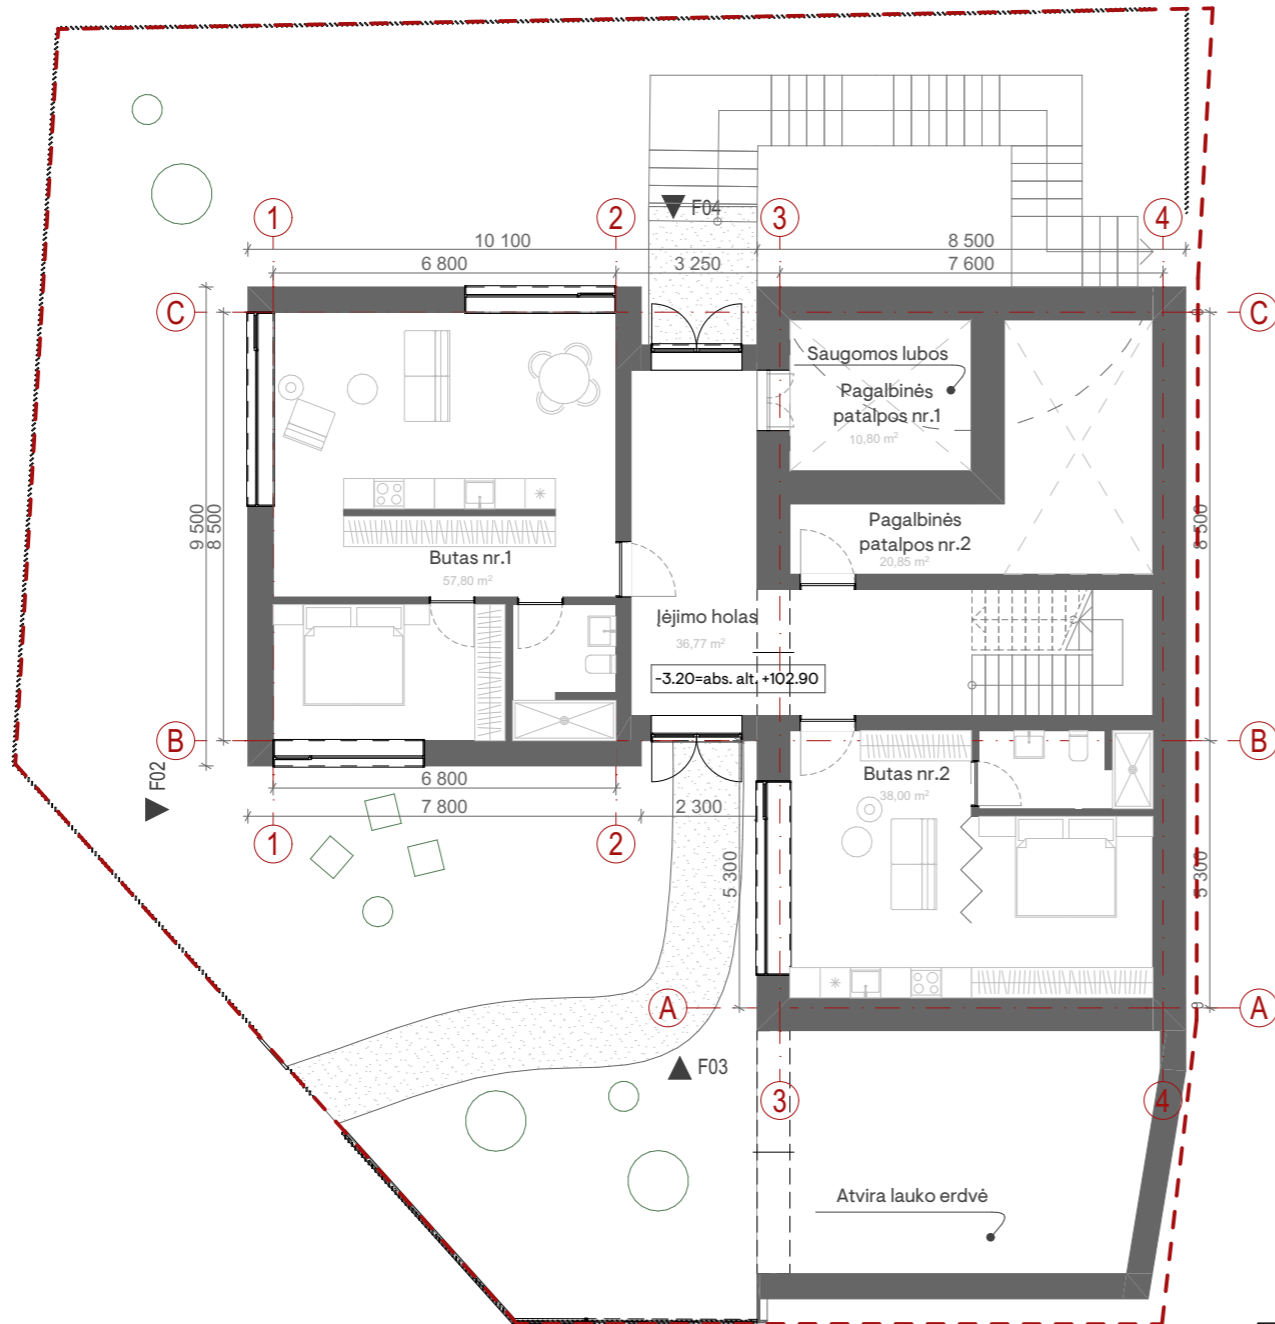 F04
1
2
3
4
10 100
8 500
6 800
3 250
7 600
C
C
Saugomos lubos
Pagalbinės
patalpos nr.1
10,80 m²
9 500
8 500
8 500
Pagalbinės
patalpos nr.2
20,85 m²
Butas nr.1
57,80 m²
Įėjimo holas
36,77 m²
-3.20=abs. alt. +102.90
B
B
F02
6 800
7 800
2 300
Butas nr.2
38,00 m²
1
2
5 300
5 300
A
A
F03
3
4
Atvira lauko erdvė